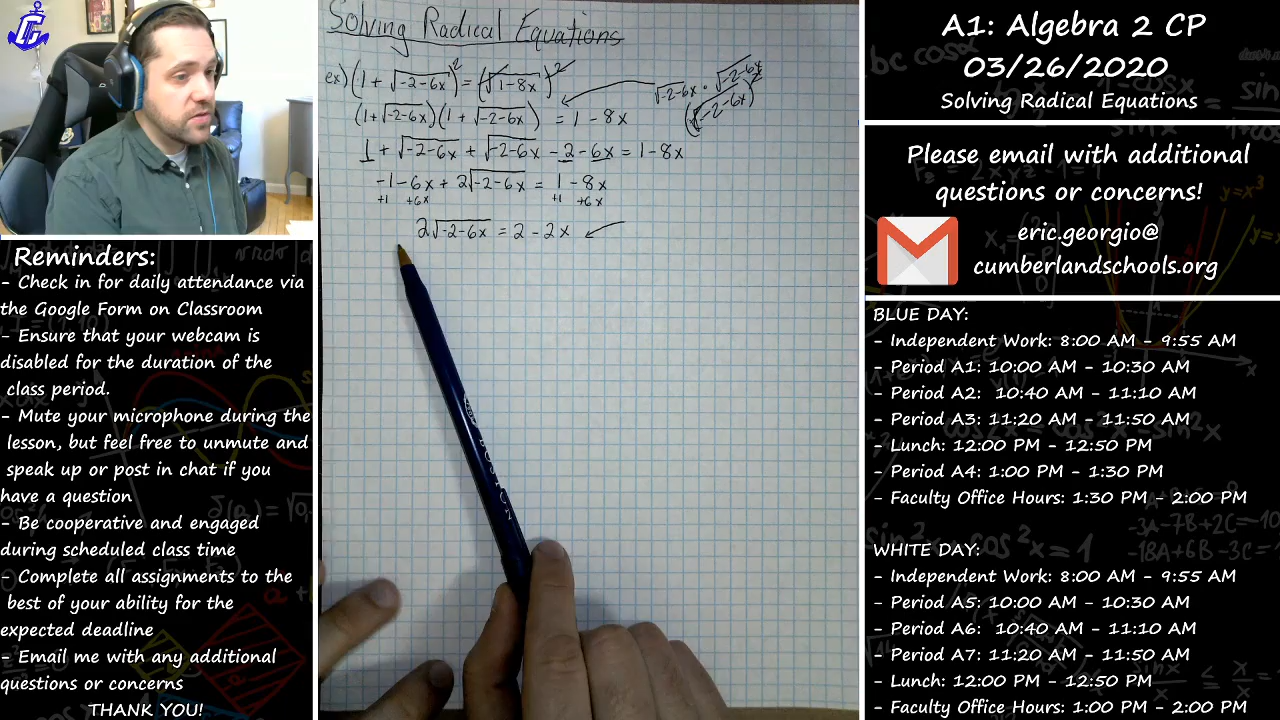 G
Solving Radical Equations
ex) (1 + √-2-6x)² = (√1-8x)²
√-2-6x · √-2-6x
(√-2-6x)²
(1+√-2-6x)(1 + √-2-6x) = 1 - 8x
1 + √-2-6x + √-2-6x - 2 - 6x = 1 - 8x
-1 - 6x + 2√-2-6x = 1 - 8x
+1 +6x +1 +6x
2√-2-6x = 2 - 2x
Reminders:
- Check in for daily attendance via
the Google Form on Classroom
- Ensure that your webcam is
disabled for the duration of the
class period.
- Mute your microphone during the
lesson, but feel free to unmute and
speak up or post in chat if you
have a question
- Be cooperative and engaged
during scheduled class time
- Complete all assignments to the
best of your ability for the
expected deadline
- Email me with any additional
questions or concerns
THANK YOU!
A1: Algebra 2 CP
03/26/2020
Solving Radical Equations
Please email with additional
questions or concerns!
eric.georgio@
cumberlandschools.org
BLUE DAY:
- Independent Work: 8:00 AM - 9:55 AM
- Period A1: 10:00 AM - 10:30 AM
- Period A2: 10:40 AM - 11:10 AM
- Period A3: 11:20 AM - 11:50 AM
- Lunch: 12:00 PM - 12:50 PM
- Period A4: 1:00 PM - 1:30 PM
- Faculty Office Hours: 1:30 PM - 2:00 PM
WHITE DAY:
- Independent Work: 8:00 AM - 9:55 AM
- Period A5: 10:00 AM - 10:30 AM
- Period A6: 10:40 AM - 11:10 AM
- Period A7: 11:20 AM - 11:50 AM
- Lunch: 12:00 PM - 12:50 PM
- Faculty Office Hours: 1:00 PM - 2:00 PM